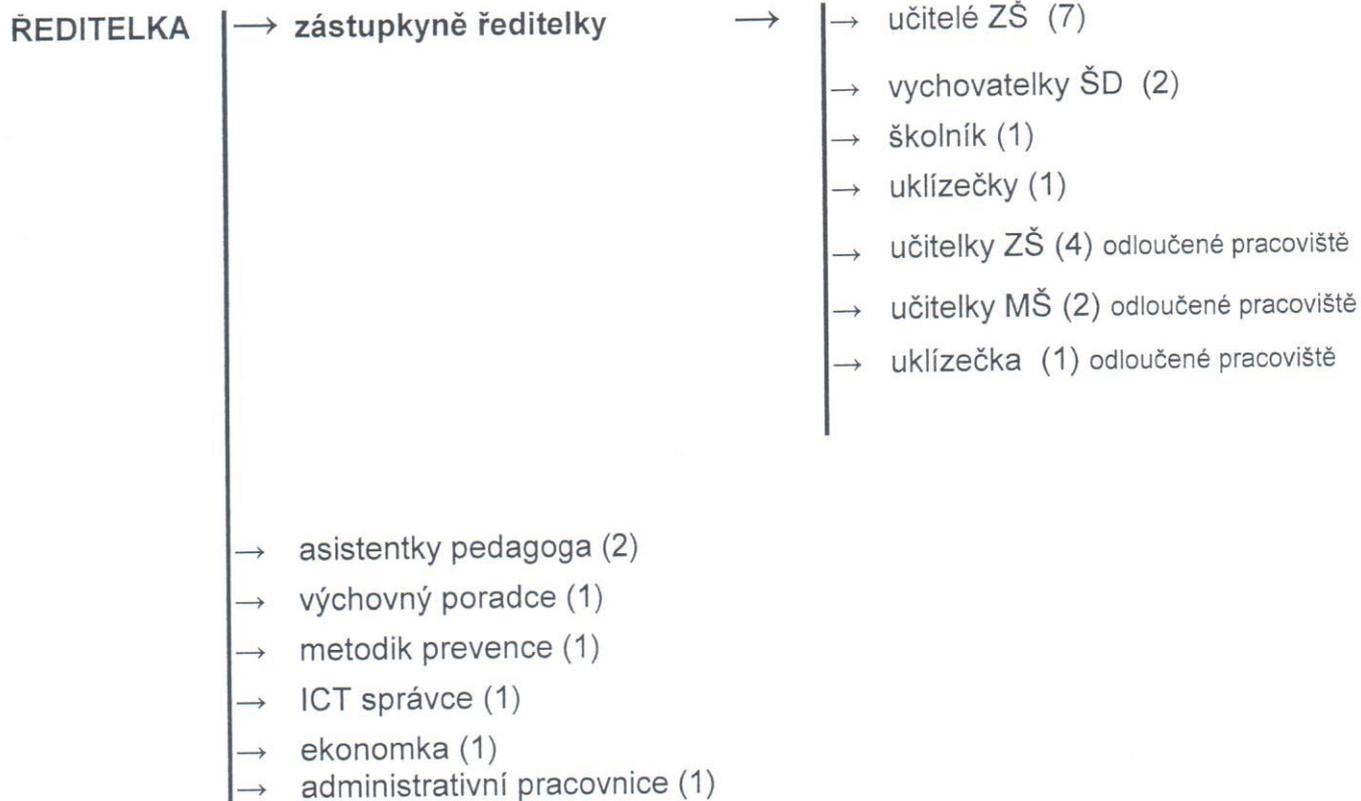 ŘEDITELKA → zástupkyně ředitelky → → učitelé ZŠ (7)
→ vychovatelky ŠD (2)
→ školník (1)
→ uklízečky (1)
→ učitelky ZŠ (4) odloučené pracoviště
→ učitelky MŠ (2) odloučené pracoviště
→ uklízečka (1) odloučené pracoviště
→ asistentky pedagoga (2)
→ výchovný poradce (1)
→ metodik prevence (1)
→ ICT správce (1)
→ ekonomka (1)
→ administrativní pracovnice (1)